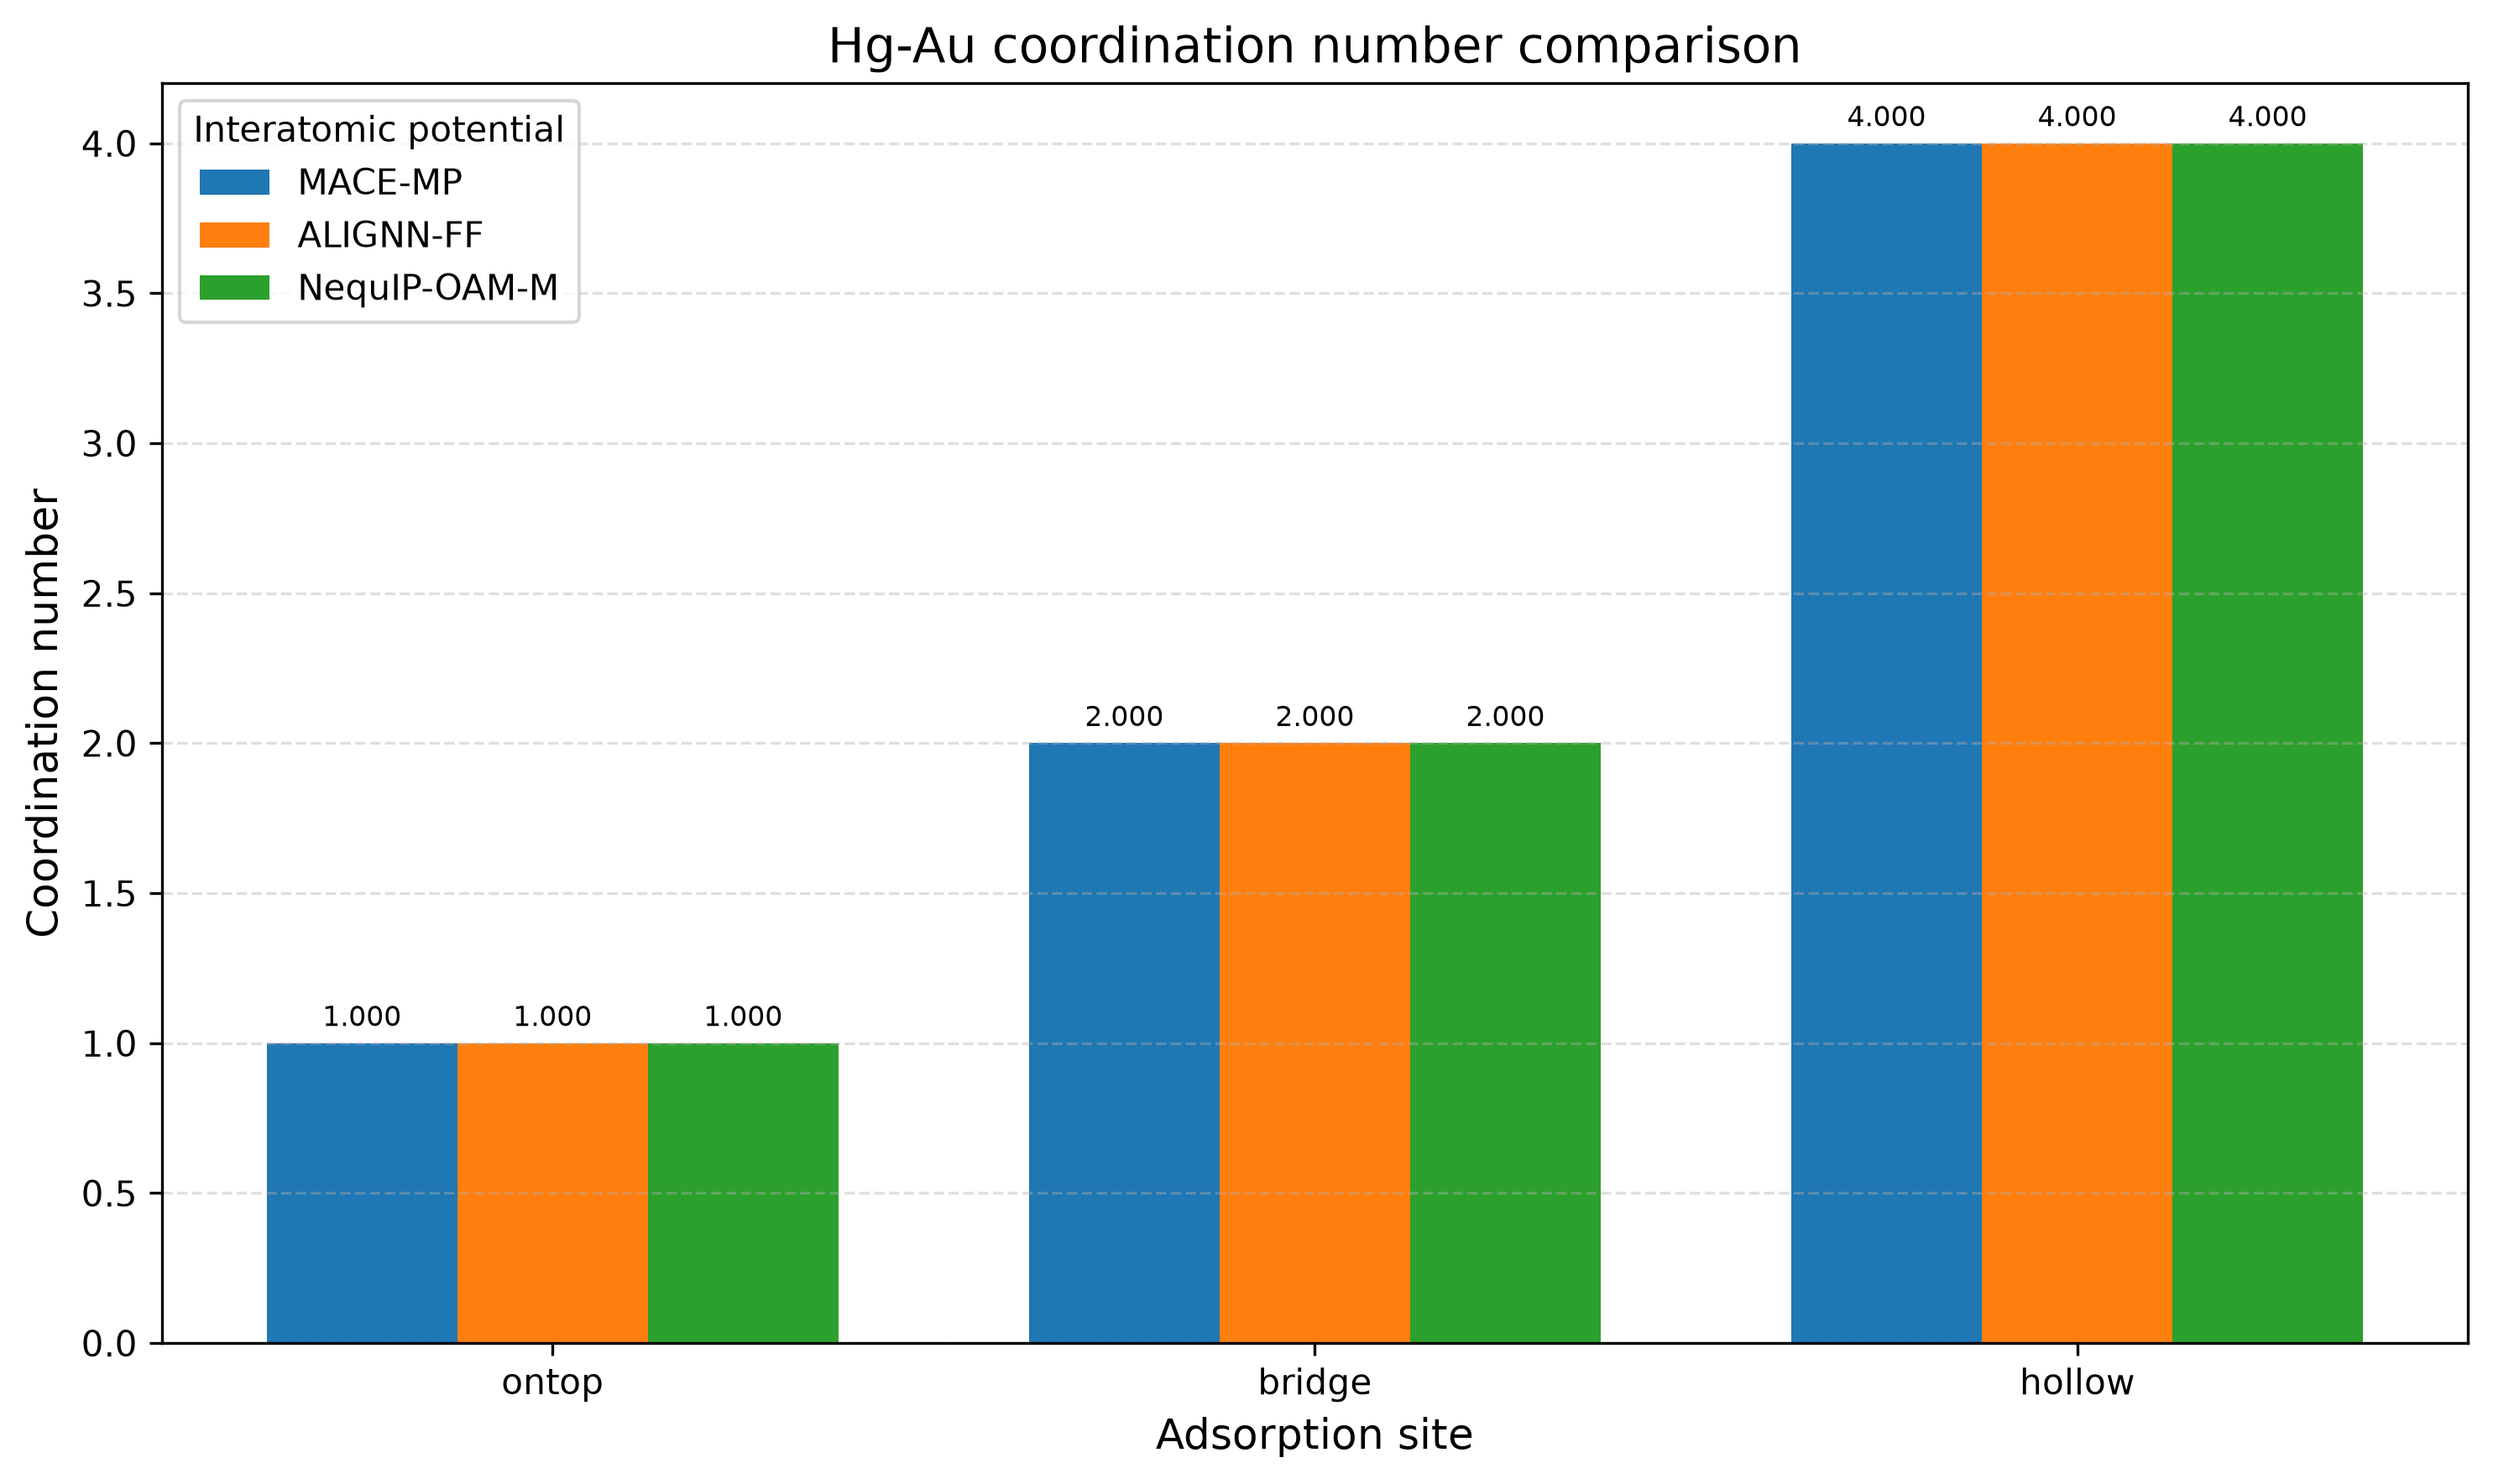 Hg-Au coordination number comparison
Interatomic potential
MACE-MP
ALIGNN-FF
NequIP-OAM-M
Coordination number
4.0
3.5
3.0
2.5
2.0
1.5
1.0
0.5
0.0
1.000 1.000 1.000
2.000 2.000 2.000
4.000 4.000 4.000
ontop bridge hollow
Adsorption site